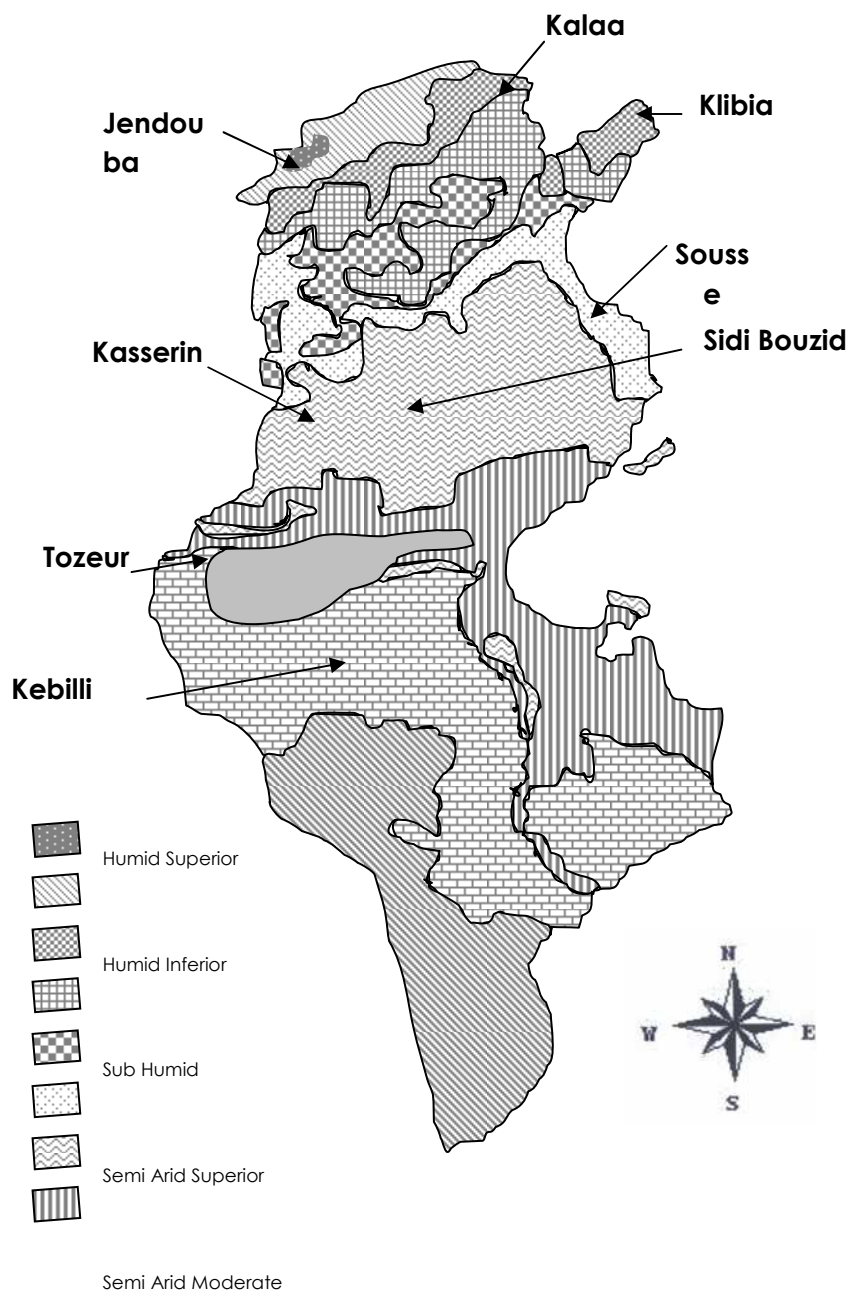 Kalaa
Klibia
Jendou
ba
Souss
e
Sidi Bouzid
Kasserin
Tozeur
Kebilli
Humid Superior
Humid Inferior
Sub Humid
Semi Arid Superior
Semi Arid Moderate
N
W
E
S